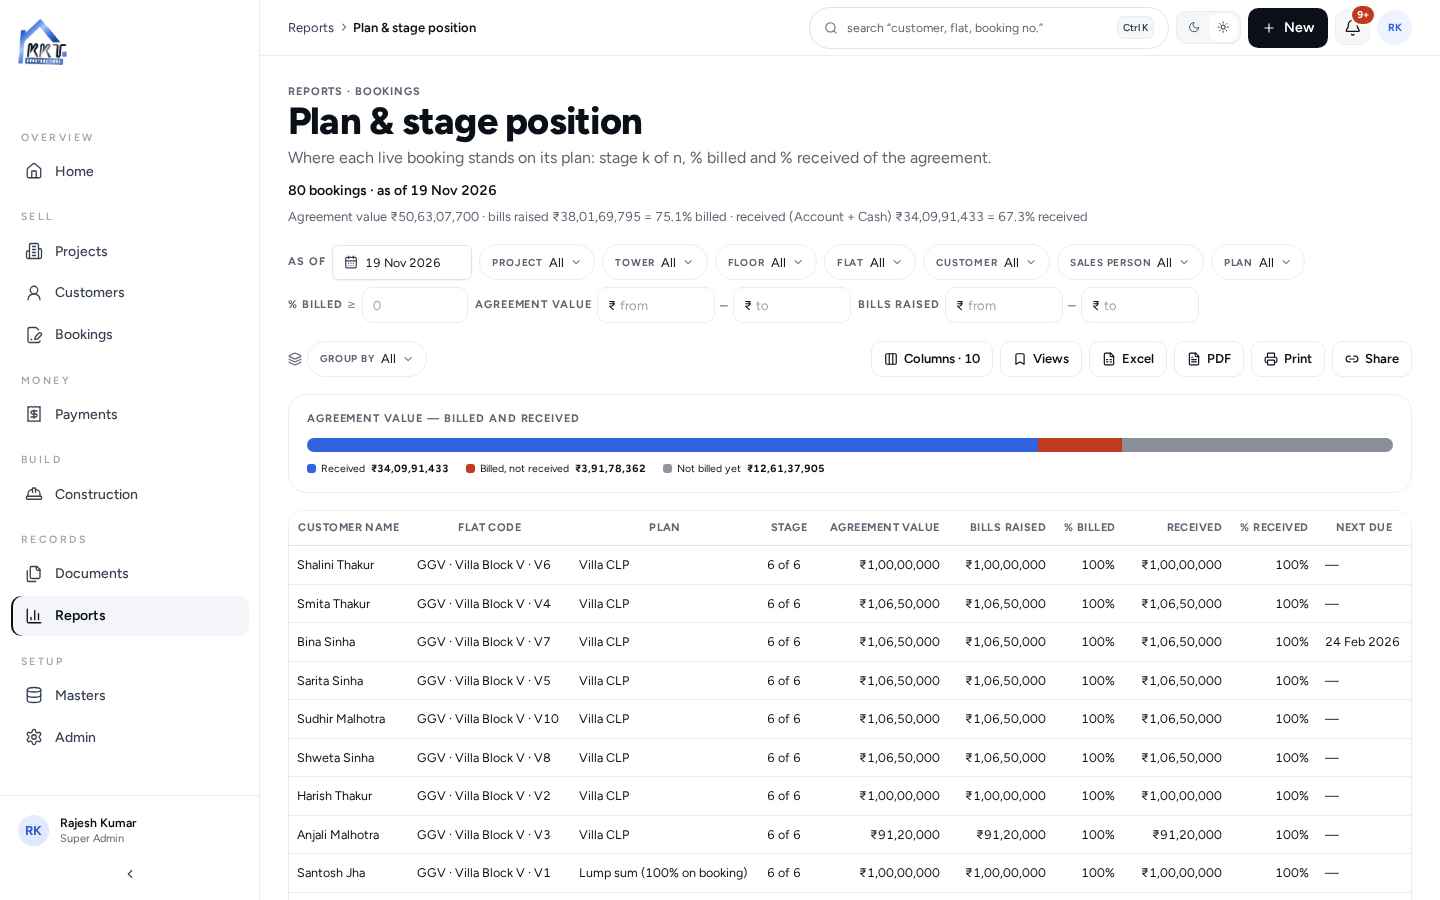 RKT
CONSTRUCTIONS
Reports > Plan & stage position
search “customer, flat, booking no.”
Ctrl K
+ New
9+
RK
OVERVIEW
Home
SELL
Projects
Customers
Bookings
MONEY
Payments
BUILD
Construction
RECORDS
Documents
Reports
SETUP
Masters
Admin
RK
Rajesh Kumar
Super Admin
REPORTS · BOOKINGS
Plan & stage position
Where each live booking stands on its plan: stage k of n, % billed and % received of the agreement.
80 bookings · as of 19 Nov 2026
Agreement value ₹50,63,07,700 · bills raised ₹38,01,69,795 = 75.1% billed · received (Account + Cash) ₹34,09,91,433 = 67.3% received
AS OF 19 Nov 2026 PROJECT All TOWER All FLOOR All FLAT All CUSTOMER All SALES PERSON All PLAN All
% BILLED ≥ 0 AGREEMENT VALUE ₹ from – ₹ to BILLS RAISED ₹ from – ₹ to
GROUP BY All Columns · 10 Views Excel PDF Print Share
AGREEMENT VALUE — BILLED AND RECEIVED
Received ₹34,09,91,433 Billed, not received ₹3,91,78,362 Not billed yet ₹12,61,37,905
CUSTOMER NAME FLAT CODE PLAN STAGE AGREEMENT VALUE BILLS RAISED % BILLED RECEIVED % RECEIVED NEXT DUE
Shalini Thakur GGV · Villa Block V · V6 Villa CLP 6 of 6 ₹1,00,00,000 ₹1,00,00,000 100% ₹1,00,00,000 100% —
Smita Thakur GGV · Villa Block V · V4 Villa CLP 6 of 6 ₹1,06,50,000 ₹1,06,50,000 100% ₹1,06,50,000 100% —
Bina Sinha GGV · Villa Block V · V7 Villa CLP 6 of 6 ₹1,06,50,000 ₹1,06,50,000 100% ₹1,06,50,000 100% 24 Feb 2026
Sarita Sinha GGV · Villa Block V · V5 Villa CLP 6 of 6 ₹1,06,50,000 ₹1,06,50,000 100% ₹1,06,50,000 100% —
Sudhir Malhotra GGV · Villa Block V · V10 Villa CLP 6 of 6 ₹1,06,50,000 ₹1,06,50,000 100% ₹1,06,50,000 100% —
Shweta Sinha GGV · Villa Block V · V8 Villa CLP 6 of 6 ₹1,06,50,000 ₹1,06,50,000 100% ₹1,06,50,000 100% —
Harish Thakur GGV · Villa Block V · V2 Villa CLP 6 of 6 ₹1,00,00,000 ₹1,00,00,000 100% ₹1,00,00,000 100% —
Anjali Malhotra GGV · Villa Block V · V3 Villa CLP 6 of 6 ₹91,20,000 ₹91,20,000 100% ₹91,20,000 100% —
Santosh Jha GGV · Villa Block V · V1 Lump sum (100% on booking) 6 of 6 ₹1,00,00,000 ₹1,00,00,000 100% ₹1,00,00,000 100% —